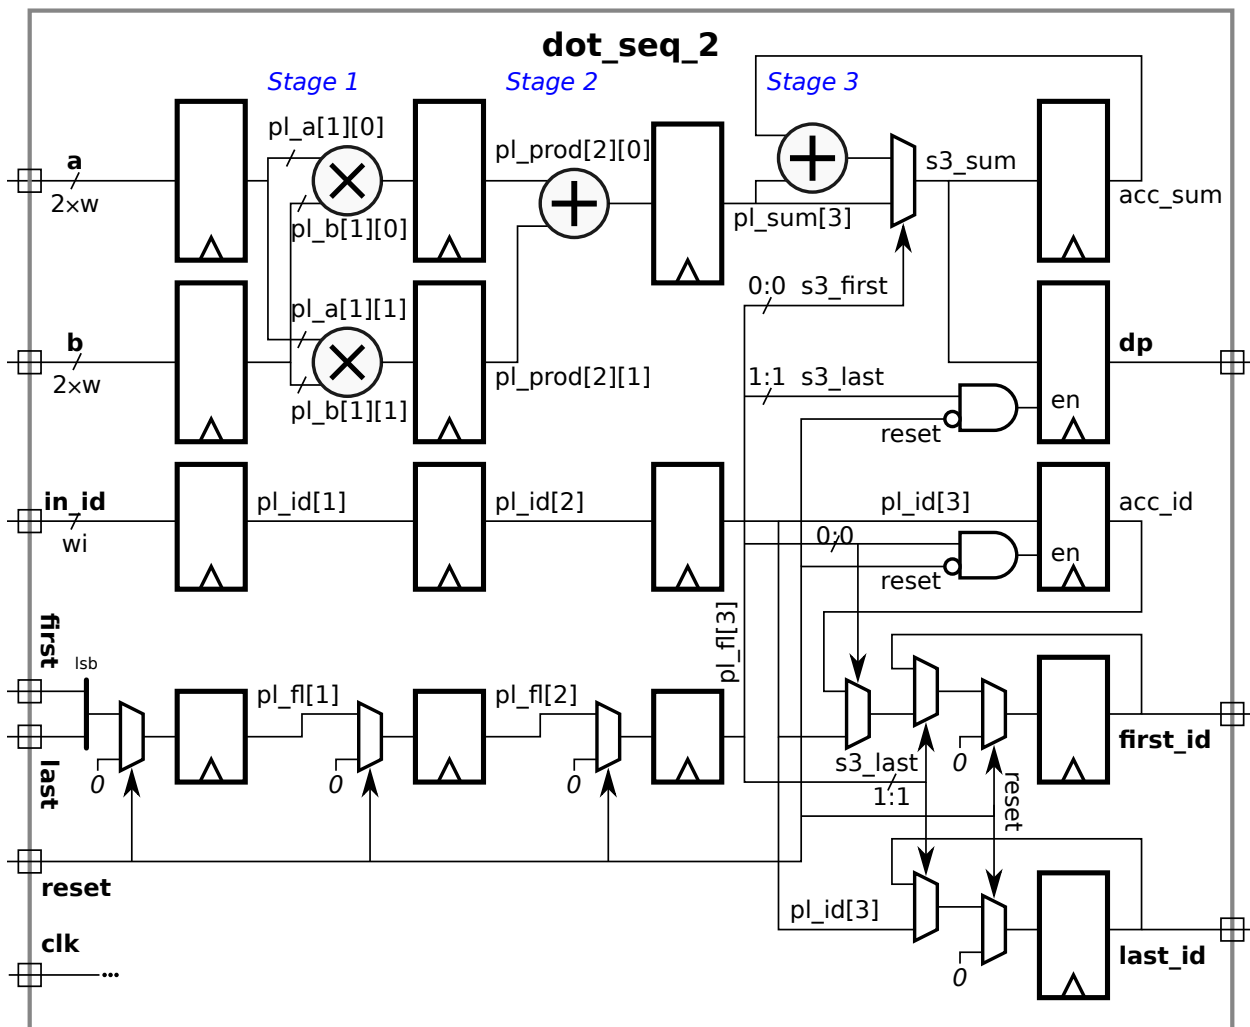 dot_seq_2
Stage 1
Stage 2
Stage 3
pl_a[1][0]
pl_prod[2][0]
a
2×w
s3_sum
acc_sum
pl_b[1][0]
pl_sum[3]
0:0 s3_first
pl_a[1][1]
b
2×w
dp
pl_prod[2][1]
1:1 s3_last
en
pl_b[1][1]
reset
in_id
wi
pl_id[1]
pl_id[2]
pl_id[3]
acc_id
0:0
en
reset
first
lsb
pl_fl[1]
pl_fl[2]
pl_fl[3]
last
0
0
0
s3_last
1:1
0
first_id
reset
reset
pl_id[3]
clk
...
0
last_id